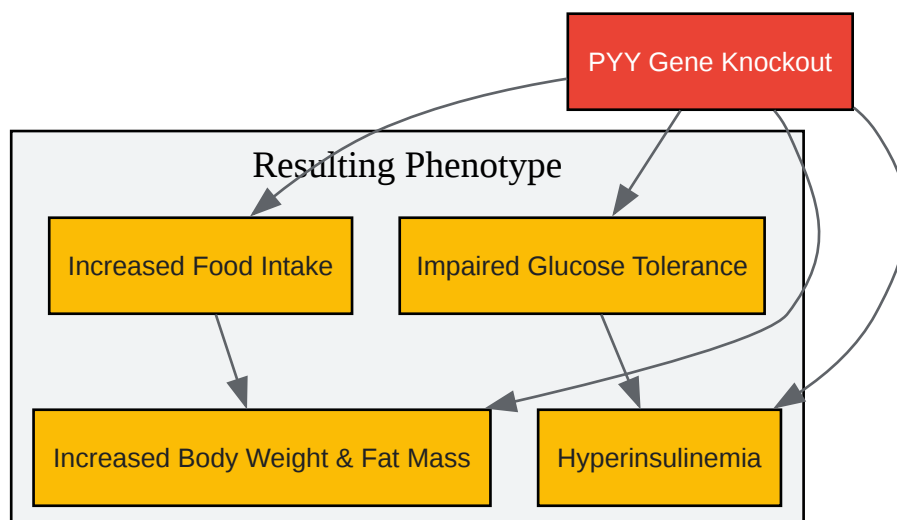 PYY Gene Knockout
Resulting Phenotype
Increased Food Intake
Impaired Glucose Tolerance
Increased Body Weight & Fat Mass
Hyperinsulinemia